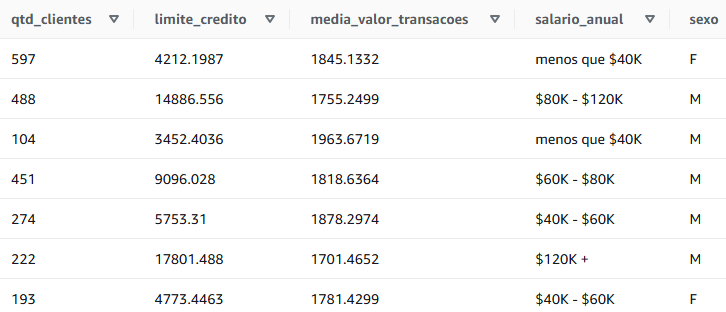 qtd_clientes limite_credito media_valor_transacoes salario_anual sexo
597 4212.1987 1845.1332 menos que $40K F
488 14886.556 1755.2499 $80K - $120K M
104 3452.4036 1963.6719 menos que $40K M
451 9096.028 1818.6364 $60K - $80K M
274 5753.31 1878.2974 $40K - $60K M
222 17801.488 1701.4652 $120K + M
193 4773.4463 1781.4299 $40K - $60K F